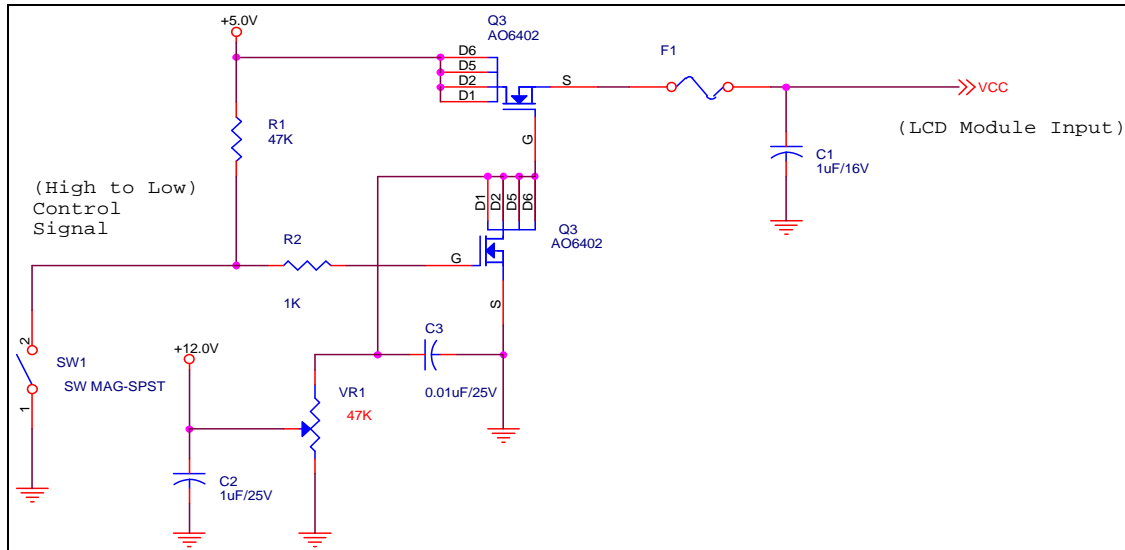 +5.0V
Q3
AO6402
D6
D5
D2
D1
S
G
F1
VCC
(LCD Module Input)
R1
47K
C1
1uF/16V
(High to Low)
Control
Signal
D1
D2
D5
D6
Q3
AO6402
R2
1K
G
S
2
SW1
SW MAG-SPST
1
+12.0V
C3
0.01uF/25V
VR1
47K
C2
1uF/25V